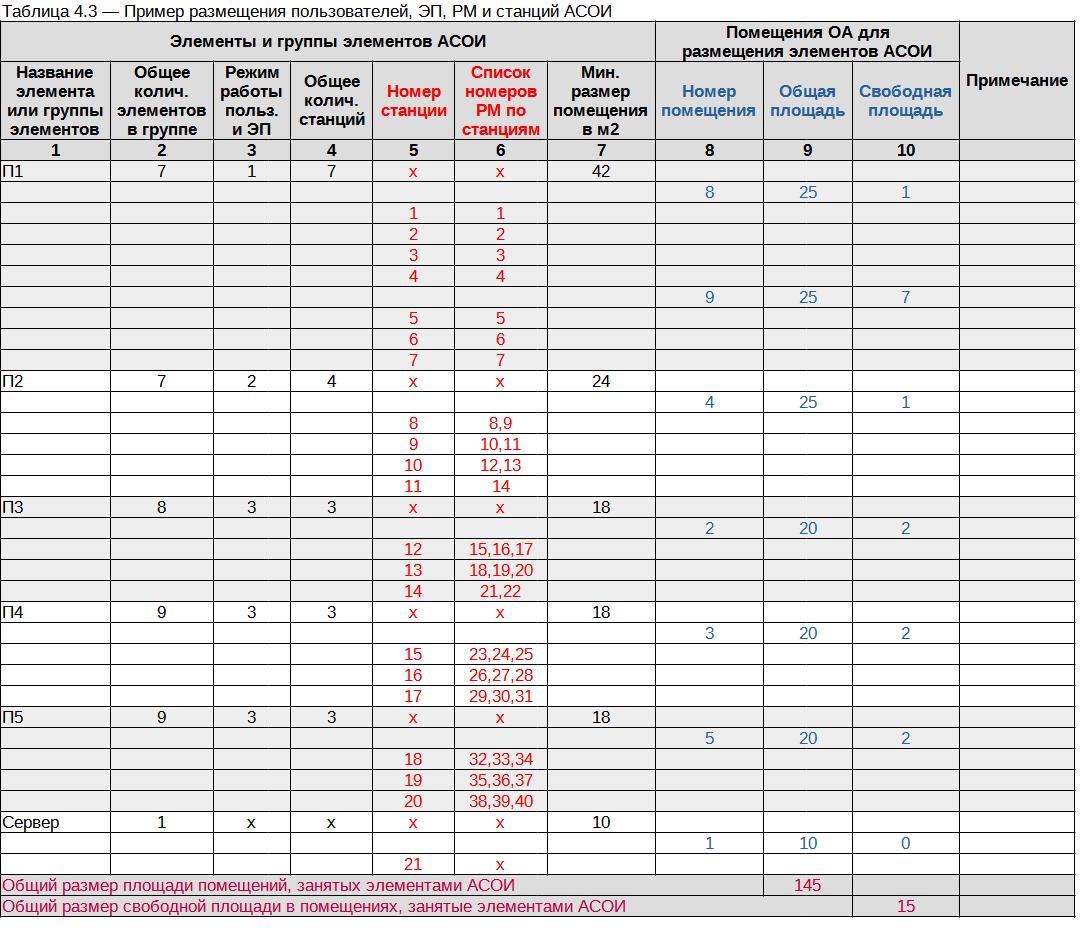 Таблица 4.3 — Пример размещения пользователей, ЭП, РМ и станций АСОИ
Элементы и группы элементов АСОИ
Помещения ОА для
размещения элементов АСОИ
Примечание
Название
элемента
или группы
элементов
Общее
колич.
элементов
в группе
Режим
работы
польз.
и ЭП
Общее
колич.
станций
Номер
станции
Список
номеров
РМ по
станциям
Мин.
размер
помещения
в м2
Номер
помещения
Общая
площадь
Свободная
площадь
1 2 3 4 5 6 7 8 9 10
П1 7 1 7 х х 42
8 25 1
1 1
2 2
3 3
4 4
9 25 7
5 5
6 6
7 7
П2 7 2 4 х х 24
4 25 1
8 8,9
9 10,11
10 12,13
11 14
П3 8 3 3 х х 18
2 20 2
12 15,16,17
13 18,19,20
14 21,22
П4 9 3 3 х х 18
3 20 2
15 23,24,25
16 26,27,28
17 29,30,31
П5 9 3 3 х х 18
5 20 2
18 32,33,34
19 35,36,37
20 38,39,40
Сервер 1 х х х х 10
1 10 0
21 х
Общий размер площади помещений, занятых элементами АСОИ 145
Общий размер свободной площади в помещениях, занятые элементами АСОИ 15